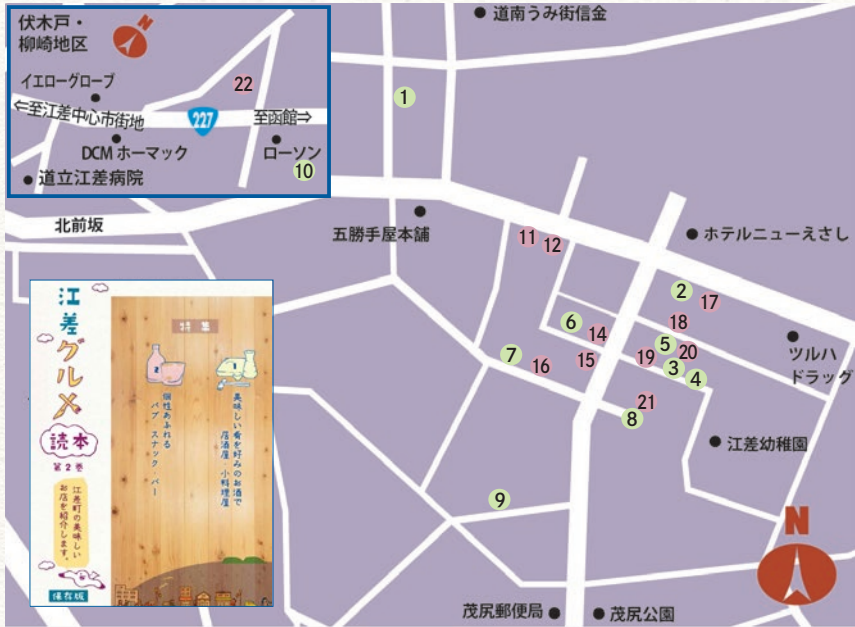 伏木戸・
柳崎地区
N
イエローグローブ
22
⇐至江差中心市街地
227
至函館⇒
DCM ホーマック
ローソン
10
道立江差病院
道南うみ街信金
1
北前坂
五勝手屋本舗
11
12
ホテルニューえさし
2
17
18
6
14
5
20
ツルハ
ドラッグ
7
16
15
19
3
4
21
8
江差幼稚園
9
N
茂尻郵便局
茂尻公園
江差グルメ
読本
第2巻
江差町の美味しい
お店を紹介します。
保存版
特集
1
美味しい肴を好みのお酒で
居酒屋・小料理屋
2
個性あふれる
パブ・スナック・バー